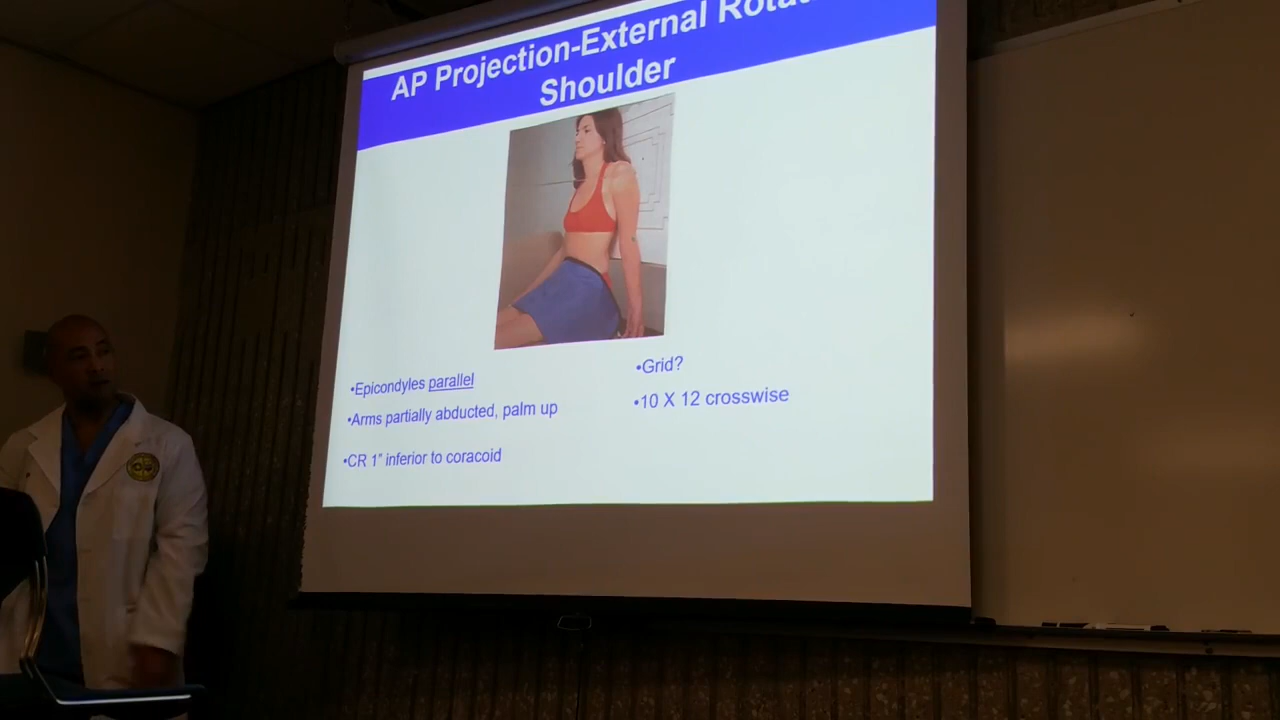 AP Projection-External
Shoulder
•Epicondyles parallel
•Arms partially abducted, palm up
•CR 1" inferior to coracoid
•Grid?
•10 X 12 crosswise